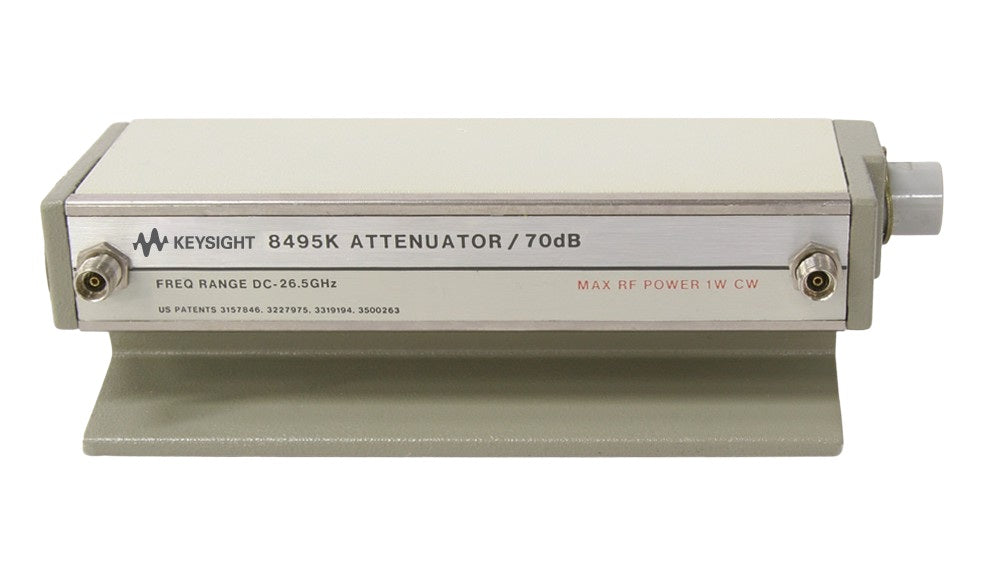 KEYSIGHT 8495K ATTENUATOR / 70dB
FREQ RANGE DC-26.5GHz
MAX RF POWER 1W CW
US PATENTS 3157846, 3227975, 3319194, 3500263